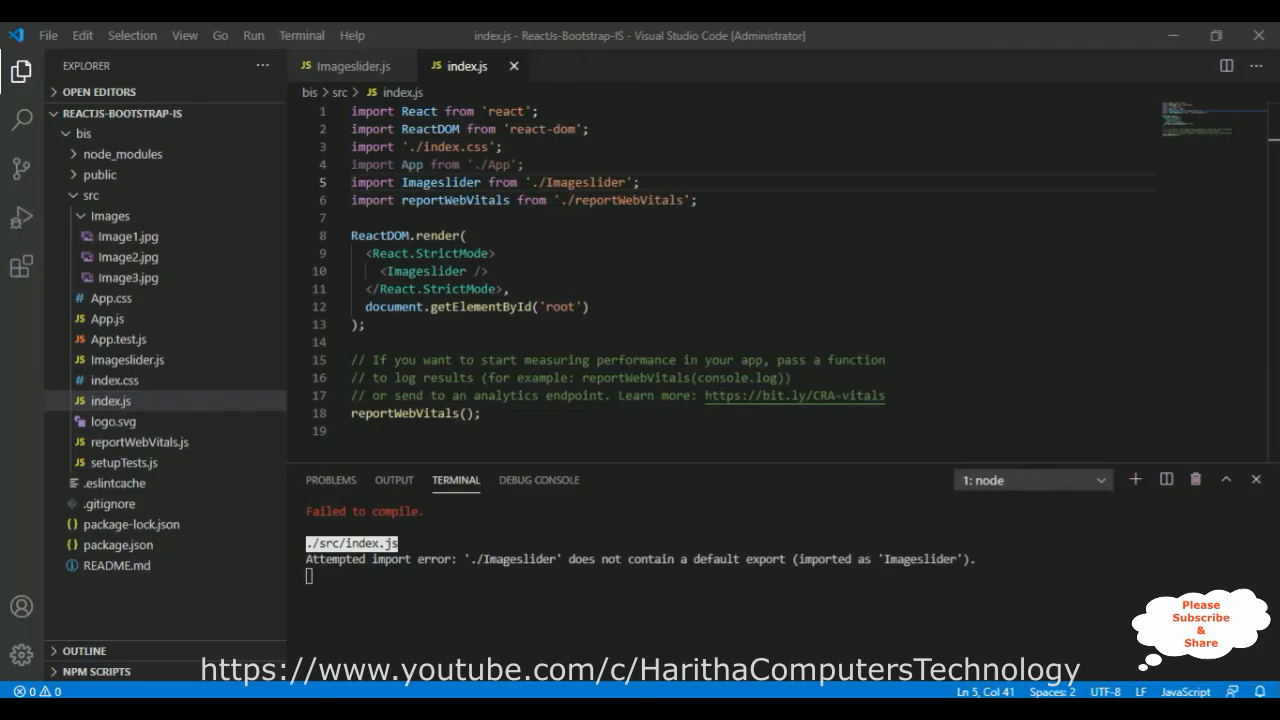 File Edit Selection View Go Run Terminal Help index.js - ReactJs-Bootstrap-IS - Visual Studio Code [Administrator]
EXPLORER
OPEN EDITORS
REACTJS-BOOTSTRAP-IS
bis
node_modules
public
src
Images
Image1.jpg
Image2.jpg
Image3.jpg
App.css
App.js
App.test.js
Imageslider.js
index.css
index.js
logo.svg
reportWebVitals.js
setupTests.js
.eslintcache
.gitignore
package-lock.json
package.json
README.md
OUTLINE
NPM SCRIPTS
Imageslider.js index.js
bis > src > JS index.js
1 import React from 'react';
2 import ReactDOM from 'react-dom';
3 import './index.css';
4 import App from './App';
5 import Imageslider from './Imageslider';
6 import reportWebVitals from './reportWebVitals';
7
8 ReactDOM.render(
9 <React.StrictMode>
10 <Imageslider />
11 </React.StrictMode>,
12 document.getElementById('root')
13 );
14
15 // If you want to start measuring performance in your app, pass a function
16 // to log results (for example: reportWebVitals(console.log))
17 // or send to an analytics endpoint. Learn more: https://bit.ly/CRA-vitals
18 reportWebVitals();
19
PROBLEMS OUTPUT TERMINAL DEBUG CONSOLE 1: node
Failed to compile.
./src/index.js
Attempted import error: './Imageslider' does not contain a default export (imported as 'Imageslider').
Please
Subscribe
&
Share
https://www.youtube.com/c/HarithaComputersTechnology
0 0 Ln 5, Col 41 Spaces: 2 UTF-8 LF JavaScript